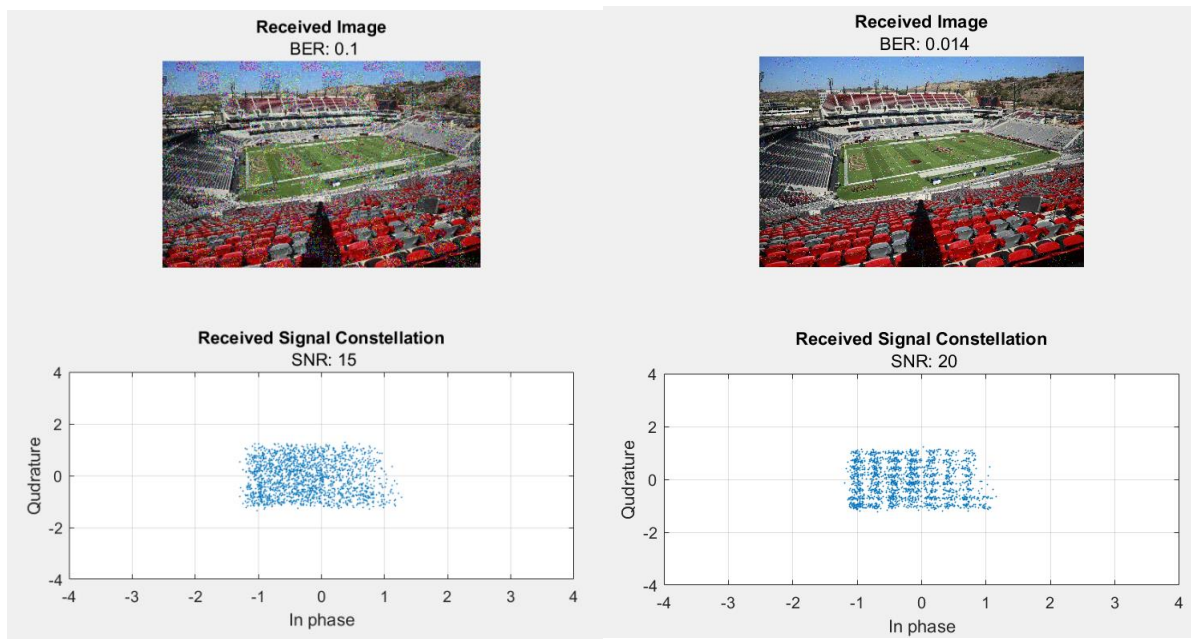 Received Image
BER: 0.1
Received Signal Constellation
SNR: 15
4
2
0
-2
-4
Qudrature
-4
-3
-2
-1
0
1
2
3
4
In phase
Received Image
BER: 0.014
Received Signal Constellation
SNR: 20
4
2
0
-2
-4
Qudrature
-4
-3
-2
-1
0
1
2
3
4
In phase